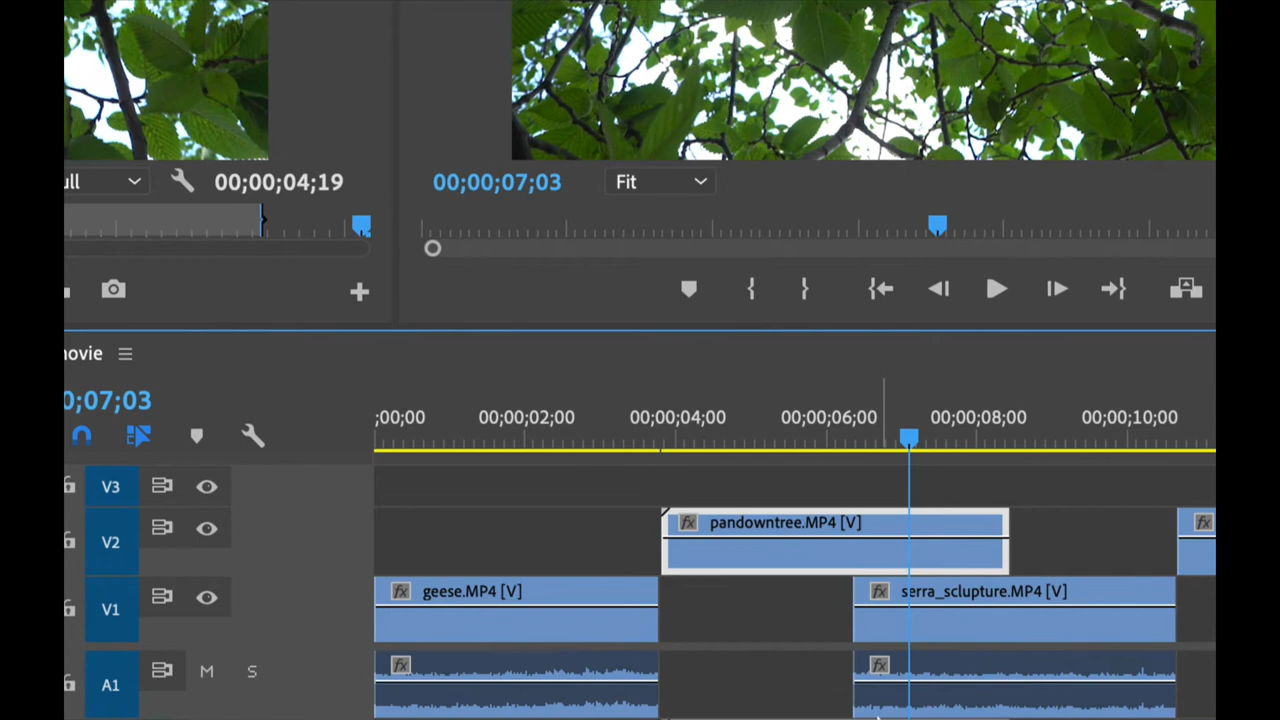 ull 00;00;04;19 00;00;07;03 Fit
movie
0;07;03
;00;00 00;00;02;00 00;00;04;00 00;00;06;00 00;00;08;00 00;00;10;00
V3
V2 fx pandowntree.MP4 [V] fx
V1 fx geese.MP4 [V] fx serra_sclupture.MP4 [V]
A1 M S fx fx